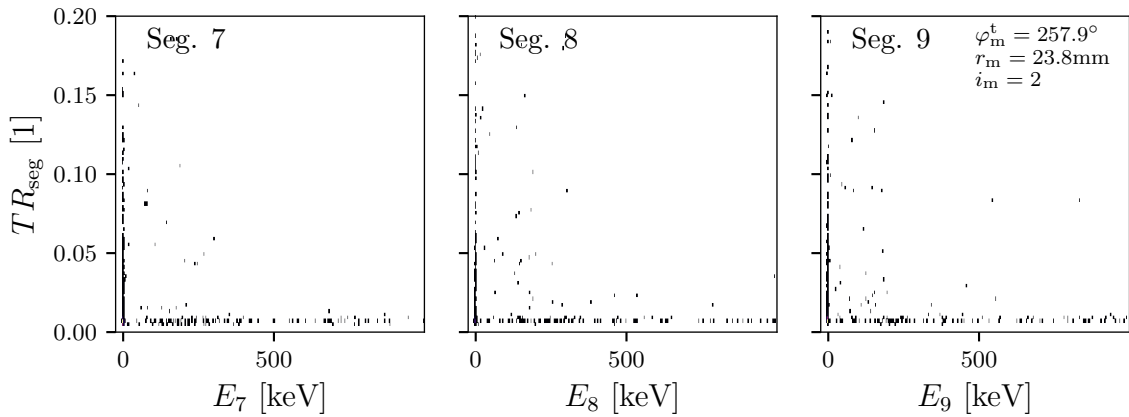 0.20
0.15
0.10
0.05
0.00
TR_seg [1]
Seg. 7
Seg. 8
Seg. 9
φ_m^t = 257.9°
r_m = 23.8mm
i_m = 2
0 500
0 500
0 500
E_7 [keV]
E_8 [keV]
E_9 [keV]